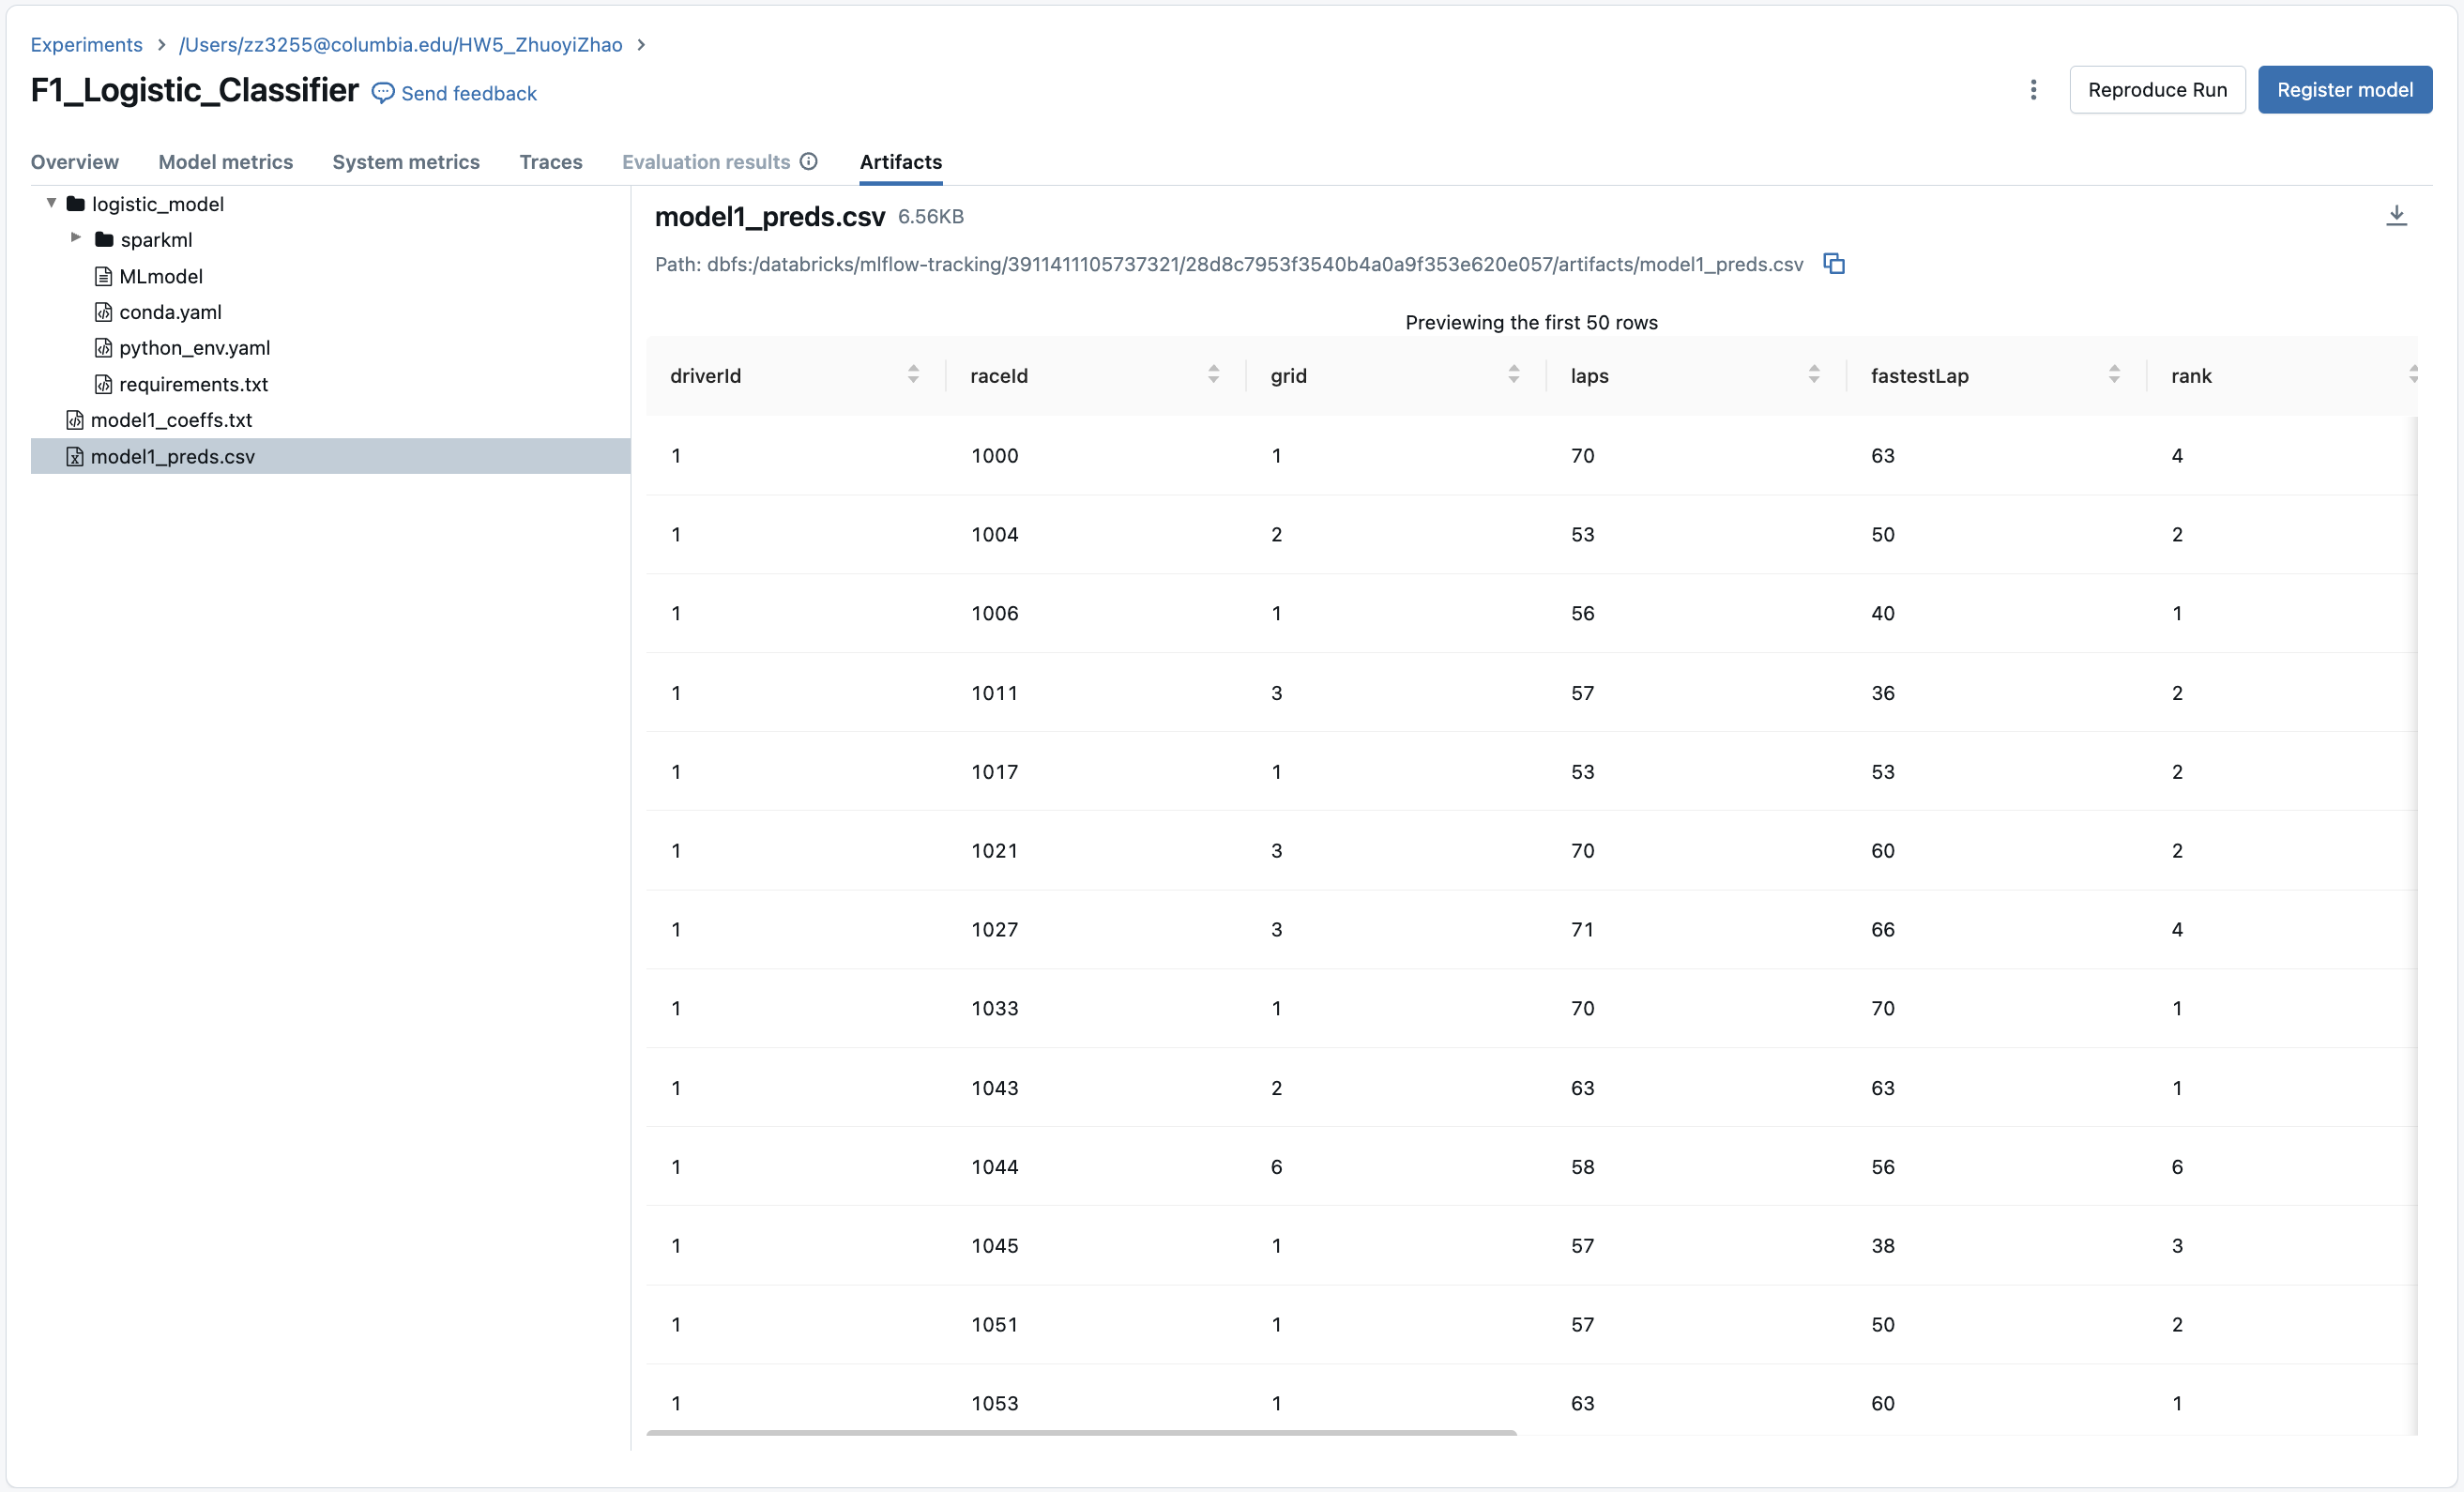 Experiments > /Users/zz3255@columbia.edu/HW5_ZhuoyiZhao >
F1_Logistic_Classifier Send feedback
Reproduce Run Register model
Overview Model metrics System metrics Traces Evaluation results Artifacts
logistic_model
sparkml
MLmodel
conda.yaml
python_env.yaml
requirements.txt
model1_coeffs.txt
model1_preds.csv
model1_preds.csv 6.56KB
Path: dbfs:/databricks/mlflow-tracking/3911411105737321/28d8c7953f3540b4a0a9f353e620e057/artifacts/model1_preds.csv
Previewing the first 50 rows
driverId raceId grid laps fastestLap rank
1 1000 1 70 63 4
1 1004 2 53 50 2
1 1006 1 56 40 1
1 1011 3 57 36 2
1 1017 1 53 53 2
1 1021 3 70 60 2
1 1027 3 71 66 4
1 1033 1 70 70 1
1 1043 2 63 63 1
1 1044 6 58 56 6
1 1045 1 57 38 3
1 1051 1 57 50 2
1 1053 1 63 60 1